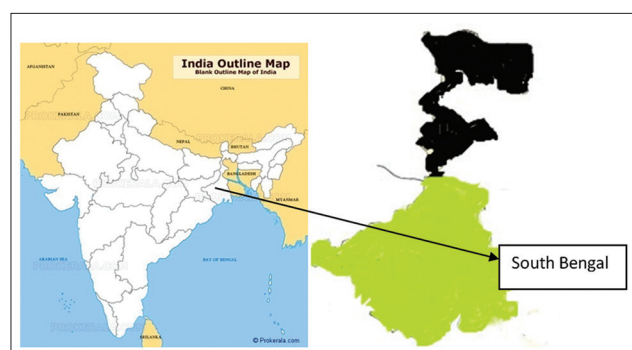 India Outline Map
Blank Outline Map of India
AFGANISTAN
CHINA
PAKISTAN
NEPAL
BHUTAN
BANGLADESH
MYANMAR
ARABIAN SEA
BAY OF BENGAL
South Bengal
SRILANKA
© Prokerala.com